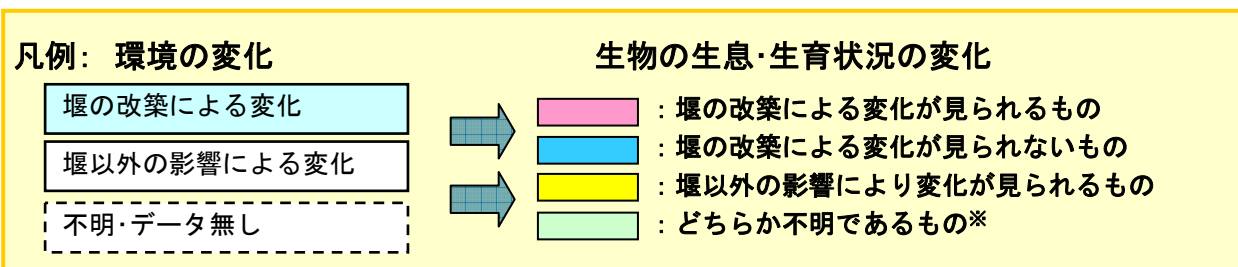 凡例： 環境の変化
生物の生息･生育状況の変化
堰の改築による変化
堰以外の影響による変化
不明･データ無し
：堰の改築による変化が見られるもの
：堰の改築による変化が見られないもの
：堰以外の影響により変化が見られるもの
：どちらか不明であるもの※